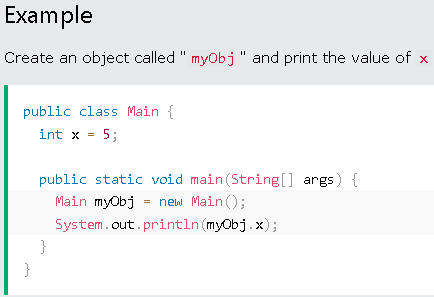 Example
Create an object called "myObj" and print the value of x
public class Main {
  int x = 5;

  public static void main(String[] args) {
    Main myObj = new Main();
    System.out.println(myObj.x);
  }
}